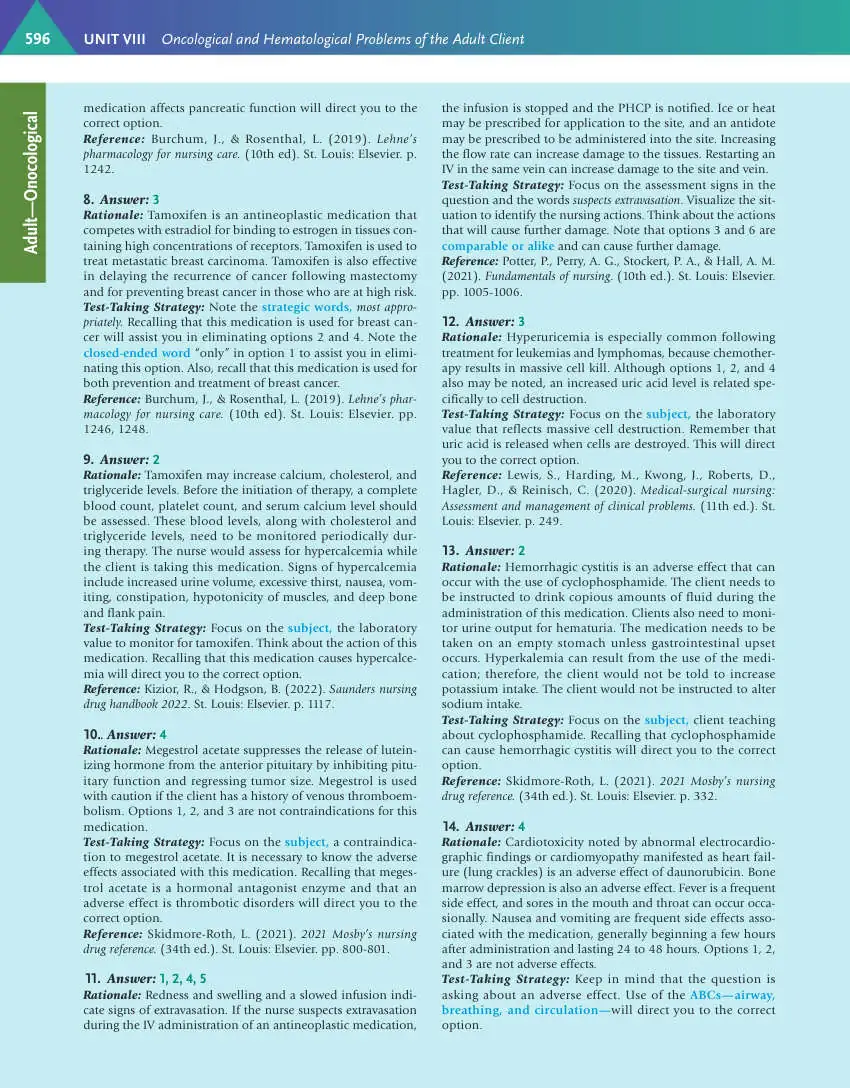 596
UNIT VIII Oncological and Hematological Problems of the Adult Client
Adult—Onocological
medication affects pancreatic function will direct you to the
correct option.
Reference: Burchum, J., & Rosenthal, L. (2019). Lehne's
pharmacology for nursing care. (10th ed). St. Louis: Elsevier. p.
1242.
8. Answer: 3
Rationale: Tamoxifen is an antineoplastic medication that
competes with estradiol for binding to estrogen in tissues con-
taining high concentrations of receptors. Tamoxifen is used to
treat metastatic breast carcinoma. Tamoxifen is also effective
in delaying the recurrence of cancer following mastectomy
and for preventing breast cancer in those who are at high risk.
Test-Taking Strategy: Note the strategic words, most appro-
priately. Recalling that this medication is used for breast can-
cer will assist you in eliminating options 2 and 4. Note the
closed-ended word "only" in option 1 to assist you in elimi-
nating this option. Also, recall that this medication is used for
both prevention and treatment of breast cancer.
Reference: Burchum, J., & Rosenthal, L. (2019). Lehne's phar-
macology for nursing care. (10th ed). St. Louis: Elsevier. pp.
1246, 1248.
9. Answer: 2
Rationale: Tamoxifen may increase calcium, cholesterol, and
triglyceride levels. Before the initiation of therapy, a complete
blood count, platelet count, and serum calcium level should
be assessed. These blood levels, along with cholesterol and
triglyceride levels, need to be monitored periodically dur-
ing therapy. The nurse would assess for hypercalcemia while
the client is taking this medication. Signs of hypercalcemia
include increased urine volume, excessive thirst, nausea, vom-
iting, constipation, hypotonicity of muscles, and deep bone
and flank pain.
Test-Taking Strategy: Focus on the subject, the laboratory
value to monitor for tamoxifen. Think about the action of this
medication. Recalling that this medication causes hypercalce-
mia will direct you to the correct option.
Reference: Kizior, R., & Hodgson, B. (2022). Saunders nursing
drug handbook 2022. St. Louis: Elsevier. p. 1117.
10.. Answer: 4
Rationale: Megestrol acetate suppresses the release of lutein-
izing hormone from the anterior pituitary by inhibiting pitu-
itary function and regressing tumor size. Megestrol is used
with caution if the client has a history of venous thromboem-
bolism. Options 1, 2, and 3 are not contraindications for this
medication.
Test-Taking Strategy: Focus on the subject, a contraindica-
tion to megestrol acetate. It is necessary to know the adverse
effects associated with this medication. Recalling that meges-
trol acetate is a hormonal antagonist enzyme and that an
adverse effect is thrombotic disorders will direct you to the
correct option.
Reference: Skidmore-Roth, L. (2021). 2021 Mosby's nursing
drug reference. (34th ed.). St. Louis: Elsevier. pp. 800-801.
11. Answer: 1, 2, 4, 5
Rationale: Redness and swelling and a slowed infusion indi-
cate signs of extravasation. If the nurse suspects extravasation
during the IV administration of an antineoplastic medication,
the infusion is stopped and the PHCP is notified. Ice or heat
may be prescribed for application to the site, and an antidote
may be prescribed to be administered into the site. Increasing
the flow rate can increase damage to the tissues. Restarting an
IV in the same vein can increase damage to the site and vein.
Test-Taking Strategy: Focus on the assessment signs in the
question and the words suspects extravasation. Visualize the sit-
uation to identify the nursing actions. Think about the actions
that will cause further damage. Note that options 3 and 6 are
comparable or alike and can cause further damage.
Reference: Potter, P., Perry, A. G., Stockert, P. A., & Hall, A. M.
(2021). Fundamentals of nursing. (10th ed.). St. Louis: Elsevier.
pp. 1005-1006.
12. Answer: 3
Rationale: Hyperuricemia is especially common following
treatment for leukemias and lymphomas, because chemother-
apy results in massive cell kill. Although options 1, 2, and 4
also may be noted, an increased uric acid level is related spe-
cifically to cell destruction.
Test-Taking Strategy: Focus on the subject, the laboratory
value that reflects massive cell destruction. Remember that
uric acid is released when cells are destroyed. This will direct
you to the correct option.
Reference: Lewis, S., Harding, M., Kwong, J., Roberts, D.,
Hagler, D., & Reinisch, C. (2020). Medical-surgical nursing:
Assessment and management of clinical problems. (11th ed.). St.
Louis: Elsevier. p. 249.
13. Answer: 2
Rationale: Hemorrhagic cystitis is an adverse effect that can
occur with the use of cyclophosphamide. The client needs to
be instructed to drink copious amounts of fluid during the
administration of this medication. Clients also need to moni-
tor urine output for hematuria. The medication needs to be
taken on an empty stomach unless gastrointestinal upset
occurs. Hyperkalemia can result from the use of the medi-
cation; therefore, the client would not be told to increase
potassium intake. The client would not be instructed to alter
sodium intake.
Test-Taking Strategy: Focus on the subject, client teaching
about cyclophosphamide. Recalling that cyclophosphamide
can cause hemorrhagic cystitis will direct you to the correct
option.
Reference: Skidmore-Roth, L. (2021). 2021 Mosby's nursing
drug reference. (34th ed.). St. Louis: Elsevier. p. 332.
14. Answer: 4
Rationale: Cardiotoxicity noted by abnormal electrocardio-
graphic findings or cardiomyopathy manifested as heart fail-
ure (lung crackles) is an adverse effect of daunorubicin. Bone
marrow depression is also an adverse effect. Fever is a frequent
side effect, and sores in the mouth and throat can occur occa-
sionally. Nausea and vomiting are frequent side effects asso-
ciated with the medication, generally beginning a few hours
after administration and lasting 24 to 48 hours. Options 1, 2,
and 3 are not adverse effects.
Test-Taking Strategy: Keep in mind that the question is
asking about an adverse effect. Use of the ABCs—airway,
breathing, and circulation—will direct you to the correct
option.